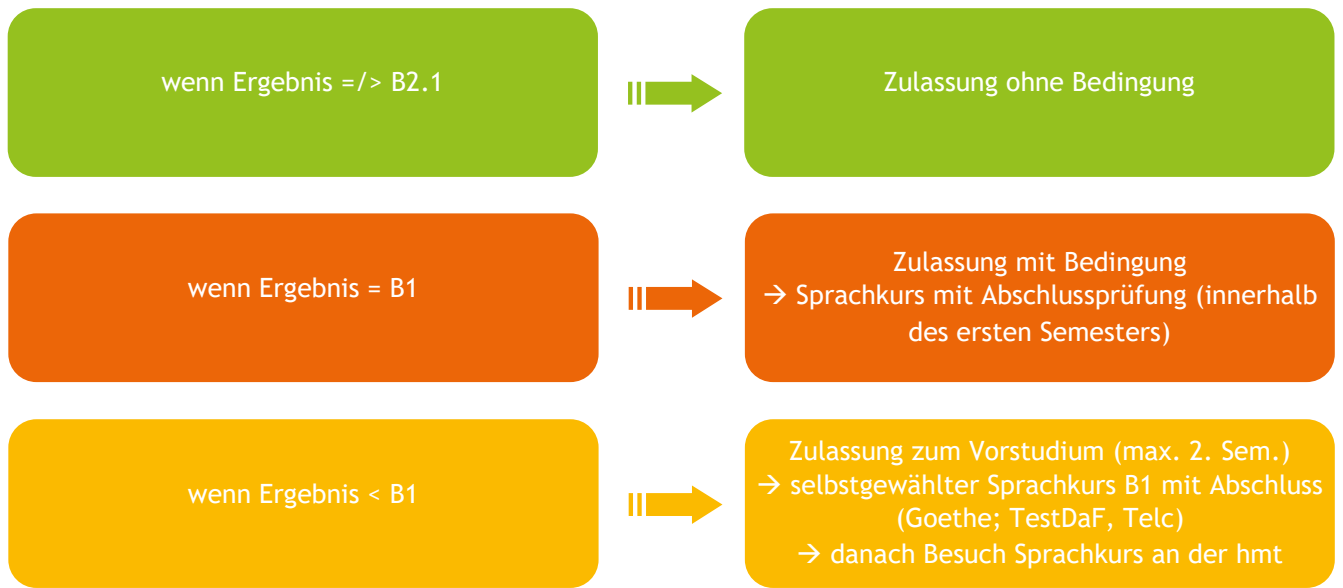 wenn Ergebnis =/> B2.1
Zulassung ohne Bedingung
wenn Ergebnis = B1
Zulassung mit Bedingung
→ Sprachkurs mit Abschlussprüfung (innerhalb
des ersten Semesters)
wenn Ergebnis < B1
Zulassung zum Vorstudium (max. 2. Sem.)
→ selbstgewählter Sprachkurs B1 mit Abschluss
(Goethe; TestDaF, Telc)
→ danach Besuch Sprachkurs an der hmt